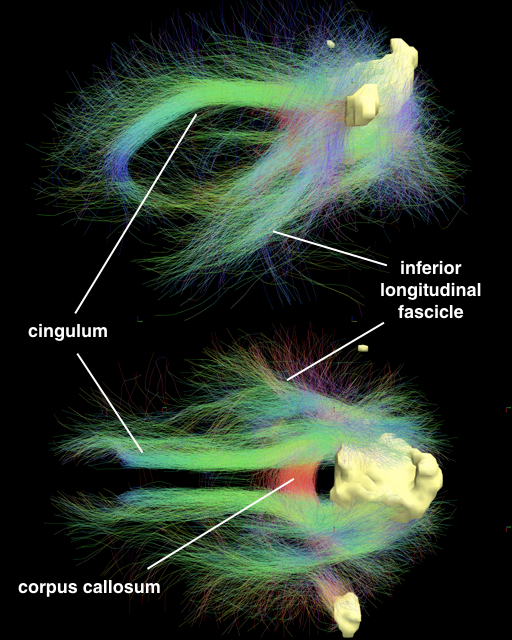 inferior
longitudinal
fascicle
cingulum
corpus callosum